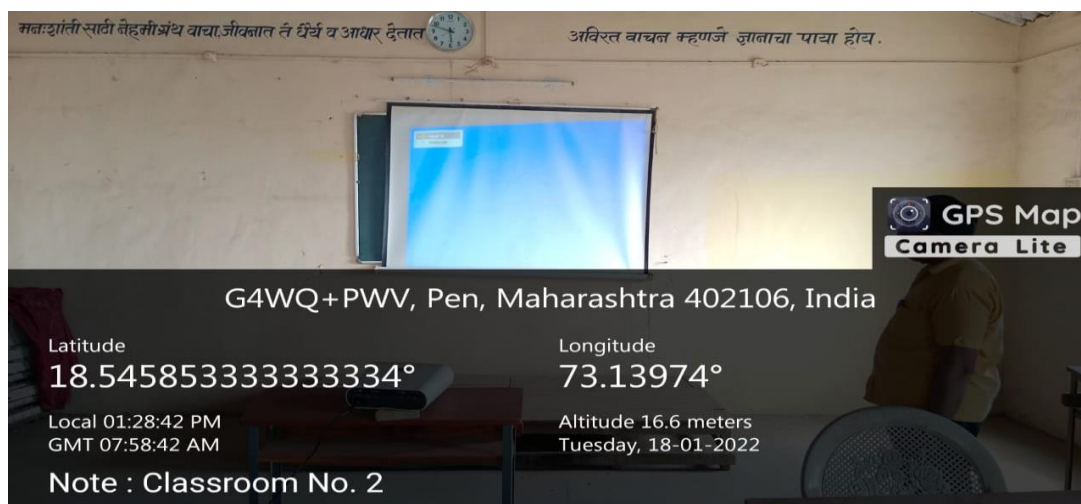 मनःशांती साठी नेहमी ग्रंथ वाचा, जीवनात ते धैर्य व आधार देतात
अविरत वाचन म्हणजे ज्ञानाचा पाया होय.
GPS Map
Camera Lite
G4WQ+PWV, Pen, Maharashtra 402106, India
Latitude
18.545853333333334°
Longitude
73.13974°
Local 01:28:42 PM
GMT 07:58:42 AM
Altitude 16.6 meters
Tuesday, 18-01-2022
Note : Classroom No. 2